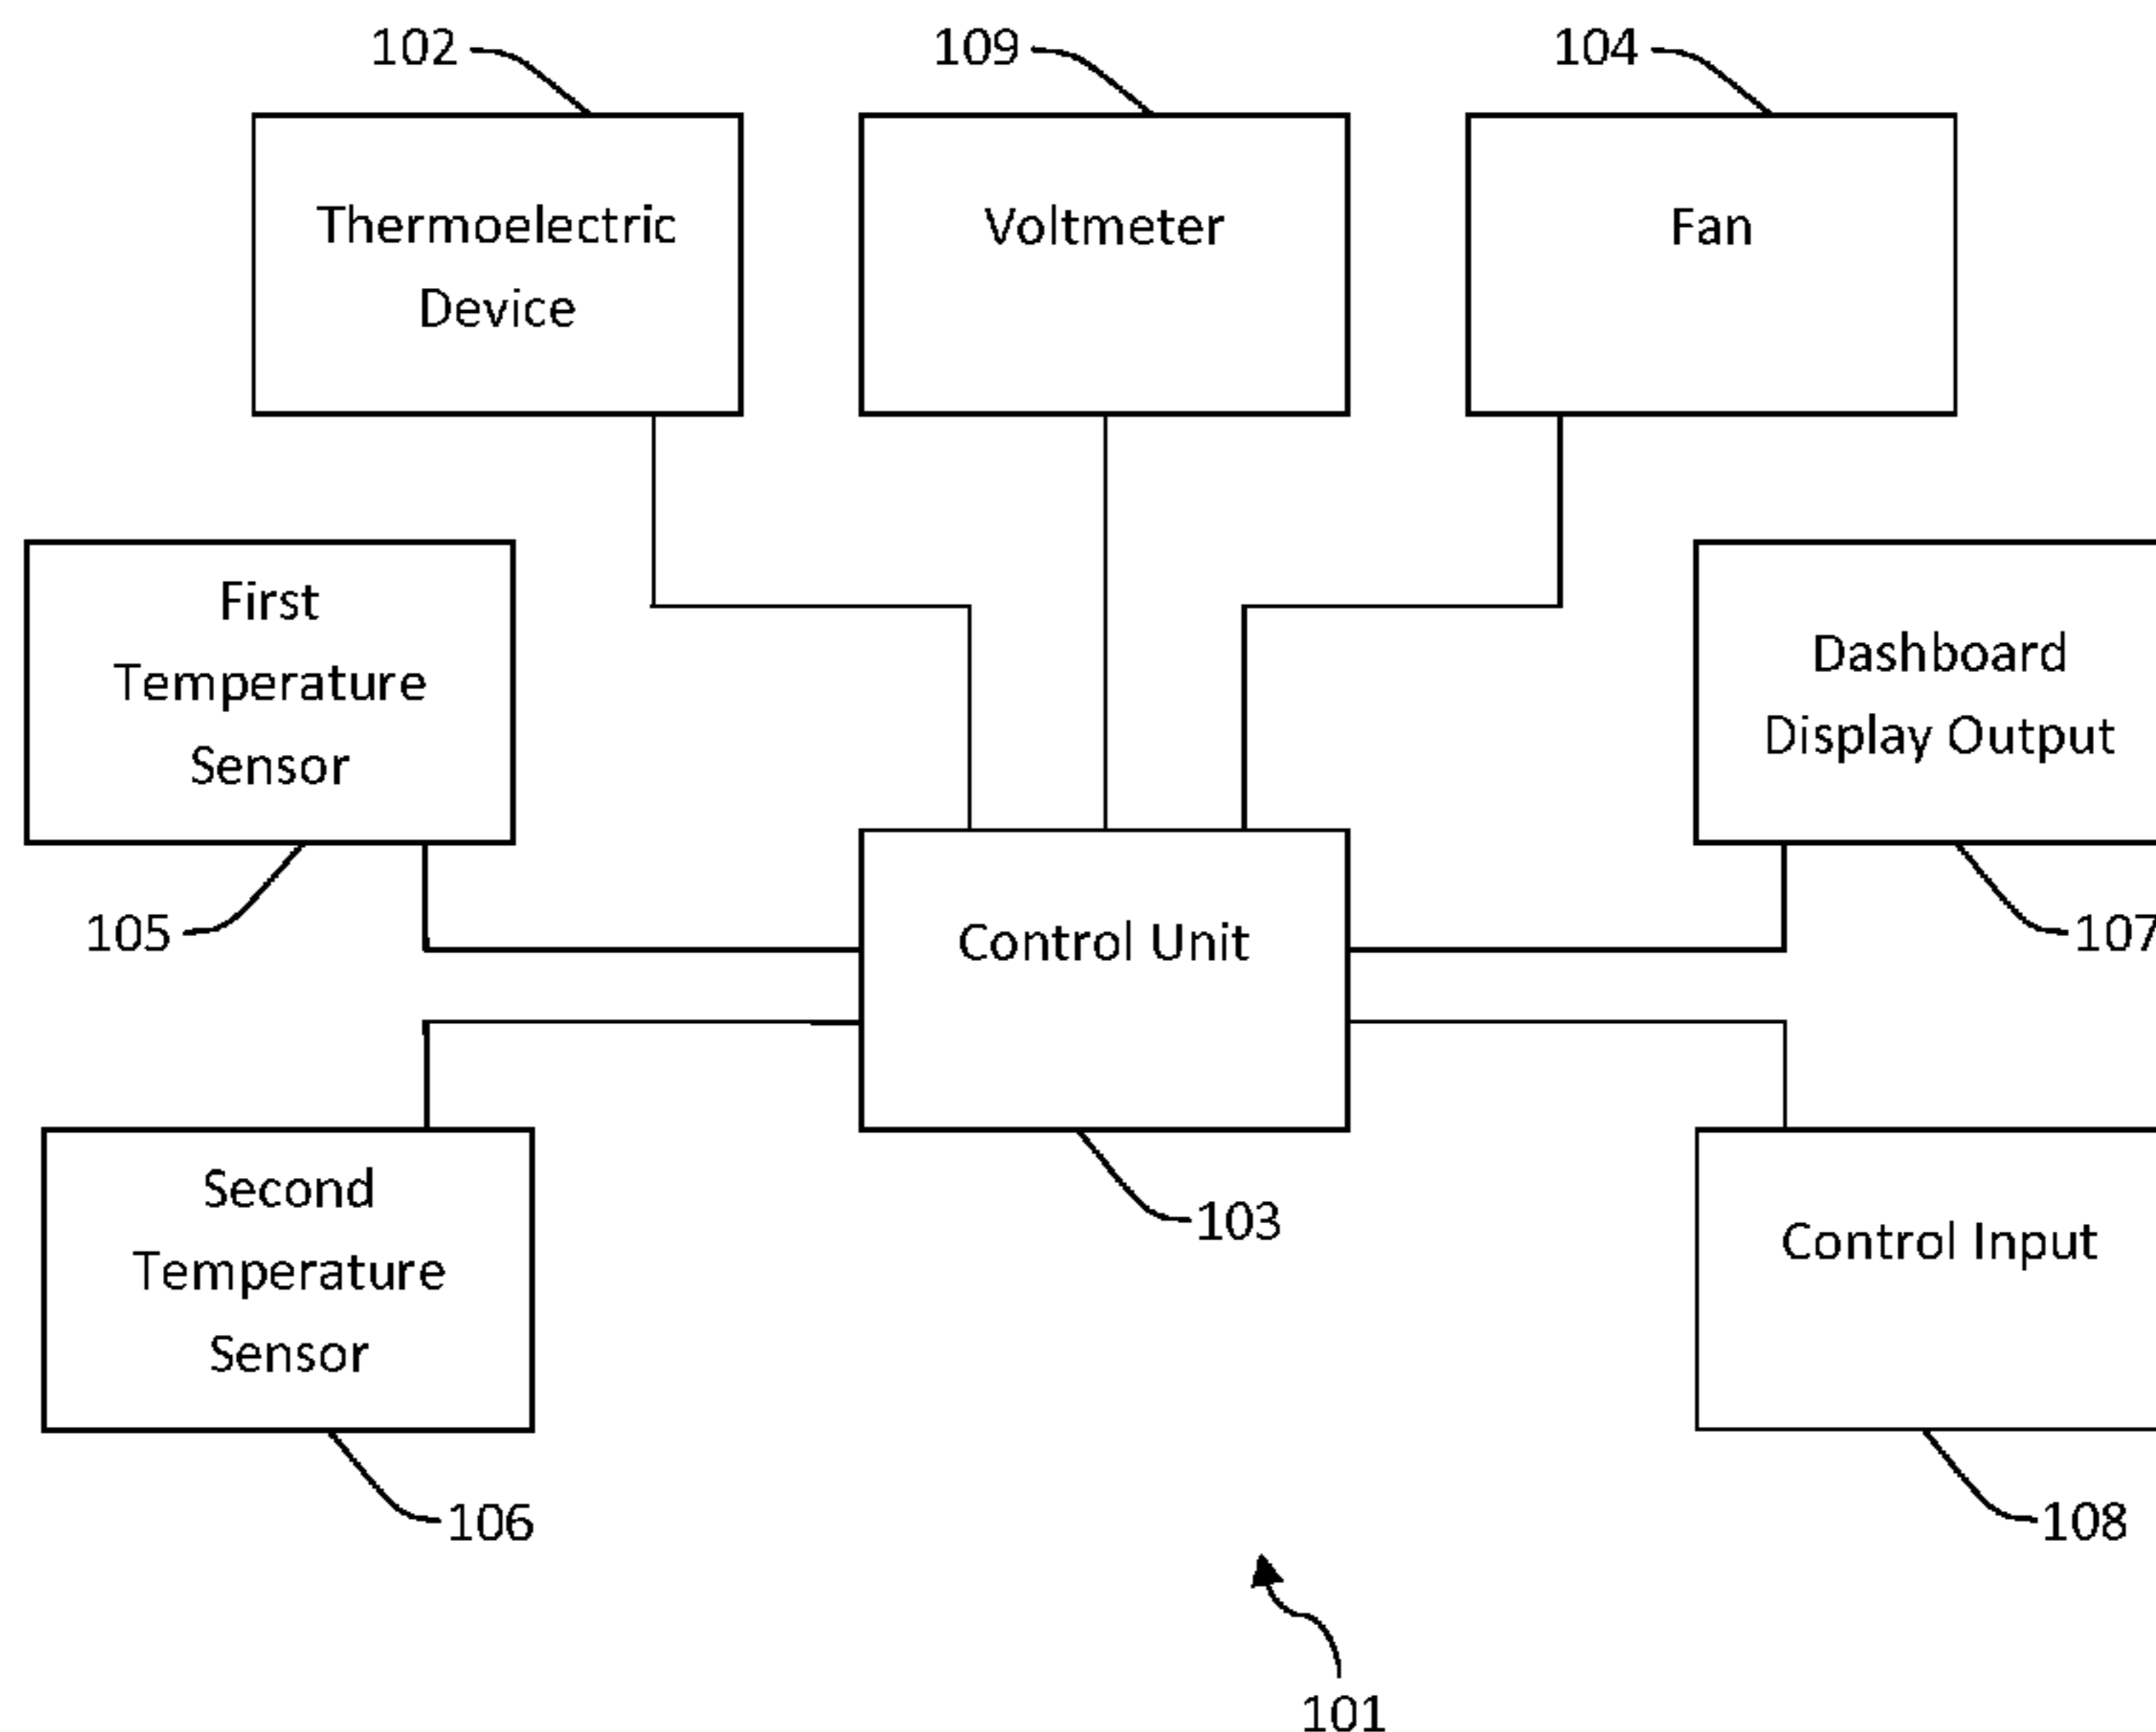 102
109
104
Thermoelectric
Device
Voltmeter
Fan
First
Temperature
Sensor
Dashboard
Display Output
105
Control Unit
107
Second
Temperature
Sensor
103
Control Input
106
108
101